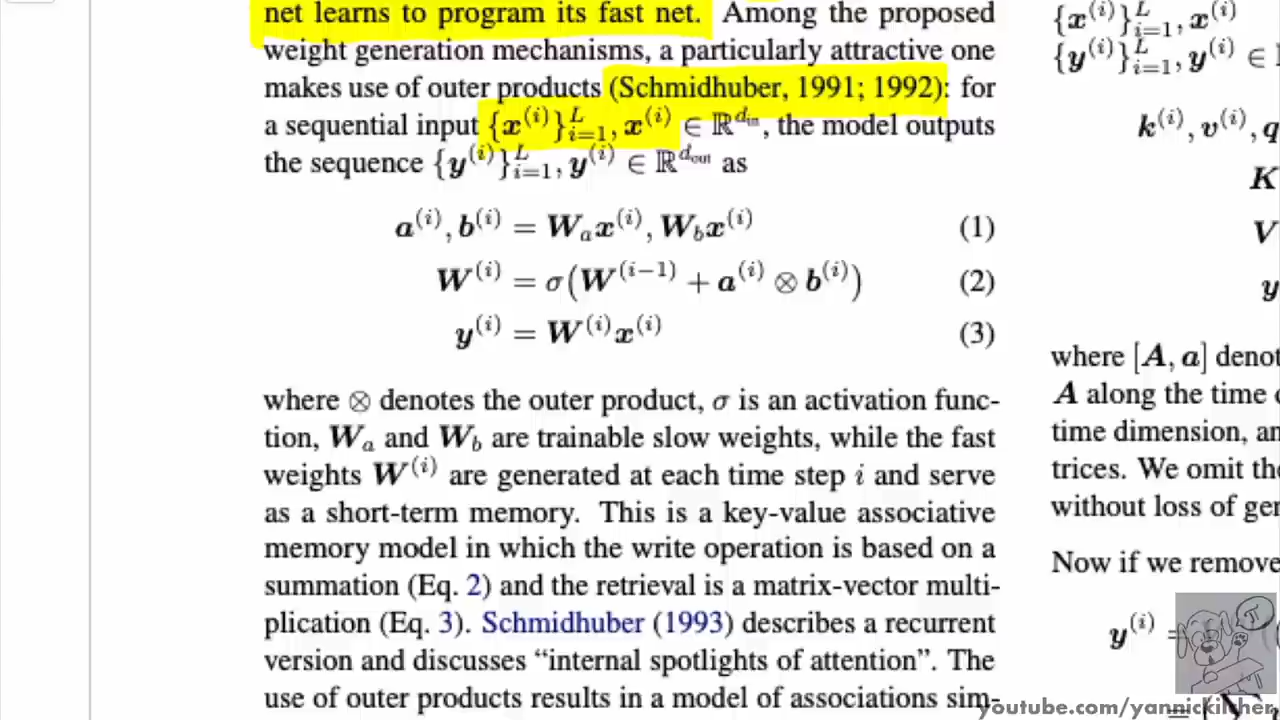 net learns to program its fast net. Among the proposed
weight generation mechanisms, a particularly attractive one
makes use of outer products (Schmidhuber, 1991; 1992): for
a sequential input {x^(i)}_{i=1}^L, x^(i) ∈ ℝ^{d_in}, the model outputs
the sequence {y^(i)}_{i=1}^L, y^(i) ∈ ℝ^{d_out} as
a^(i), b^(i) = W_a x^(i), W_b x^(i) (1)
W^(i) = σ(W^(i−1) + a^(i) ⊗ b^(i)) (2)
y^(i) = W^(i) x^(i) (3)
where ⊗ denotes the outer product, σ is an activation func-
tion, W_a and W_b are trainable slow weights, while the fast
weights W^(i) are generated at each time step i and serve
as a short-term memory. This is a key-value associative
memory model in which the write operation is based on a
summation (Eq. 2) and the retrieval is a matrix-vector multi-
plication (Eq. 3). Schmidhuber (1993) describes a recurrent
version and discusses “internal spotlights of attention”. The
use of outer products results in a model of associations sim-
{x^(i)}_{i=1}^L, x^(i)
{y^(i)}_{i=1}^L, y^(i) ∈
k^(i), v^(i), q
K
V
y
where [A, a] denot
A along the time
time dimension, an
trices. We omit the
without loss of gen
Now if we remove
y^(i) =
π
youtube.com/yannickilcher